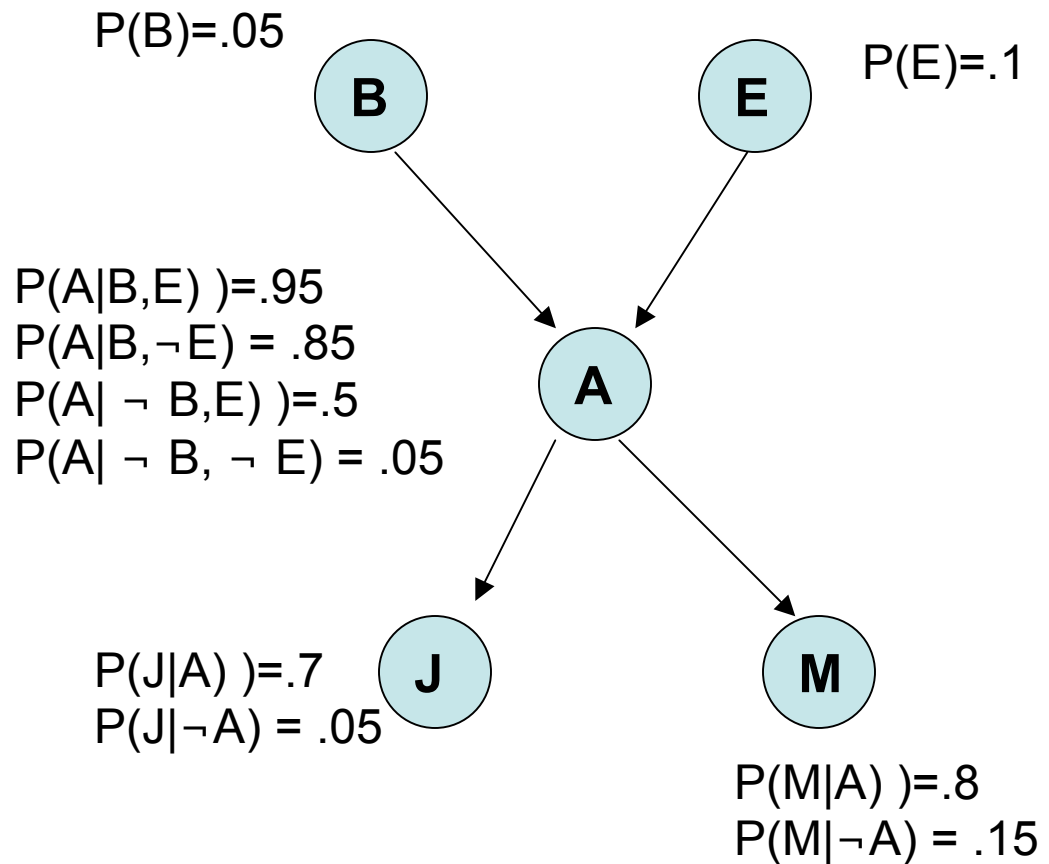 P(B)=.05
B
E
P(E)=.1
P(A|B,E) )=.95
P(A|B,¬E) = .85
P(A| ¬ B,E) )=.5
P(A| ¬ B, ¬ E) = .05
A
P(J|A) )=.7
P(J|¬A) = .05
J
M
P(M|A) )=.8
P(M|¬A) = .15